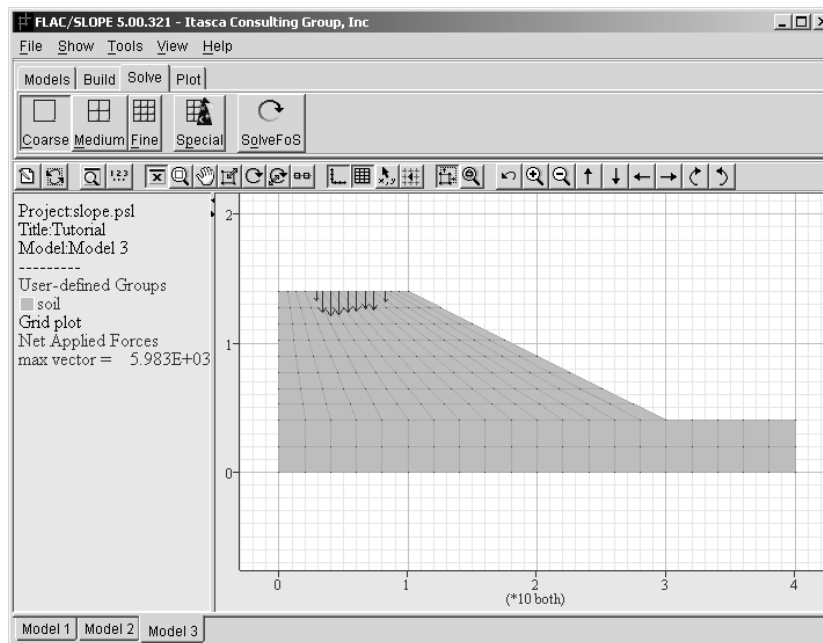 FLAC/SLOPE 5.00.321 - Itasca Consulting Group, Inc
File Show Tools View Help
Models Build Solve Plot
Coarse Medium Fine Special SolveFoS
1.2.3
x,y
Project:slope.psl
Title:Tutorial
Model:Model 3
---------
User-defined Groups
soil
Grid plot
Net Applied Forces
max vector = 5.983E+03
2
1
0
0 1 2 3 4
(*10 both)
Model 1 Model 2 Model 3